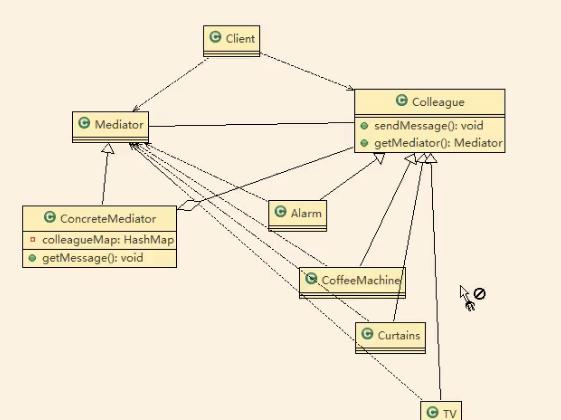 Client
Colleague
sendMessage(): void
getMediator(): Mediator
Mediator
ConcreteMediator
colleagueMap: HashMap
getMessage(): void
Alarm
CoffeeMachine
Curtains
TV